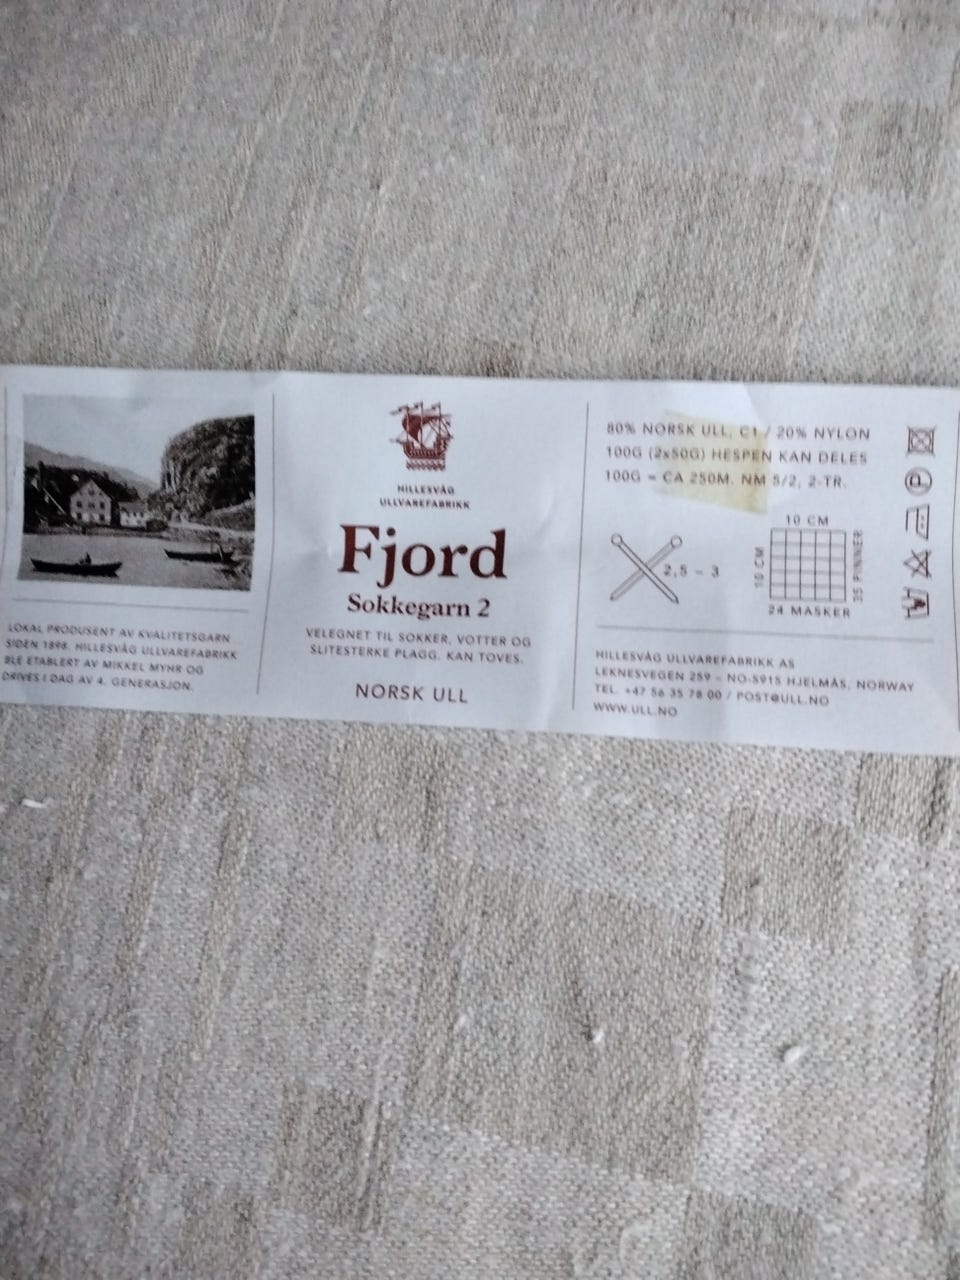 LOKAL PRODUSENT AV KVALITETSGARN
SIDEN 1898. HILLESVÅG ULLVAREFABRIKK
BLE ETABLERT AV MIKKEL MYHR OG
DRIVES I DAG AV 4. GENERASJON.
HILLESVÅG
ULLVAREFABRIKK
Fjord
Sokkegarn 2
VELEGNET TIL SOKKER, VOTTER OG
SLITESTERKE PLAGG. KAN TOVES.
NORSK ULL
80% NORSK ULL, C1 / 20% NYLON
100G (2x50G) HESPEN KAN DELES
100G = CA 250M. NM 5/2, 2-TR.
2,5 – 3
10 CM
10 CM
35 PINNER
24 MASKER
P
HILLESVÅG ULLVAREFABRIKK AS
LEKNESVEGEN 259 – NO-5915 HJELMÅS, NORWAY
TEL. +47 56 35 78 00 / POST@ULL.NO
WWW.ULL.NO